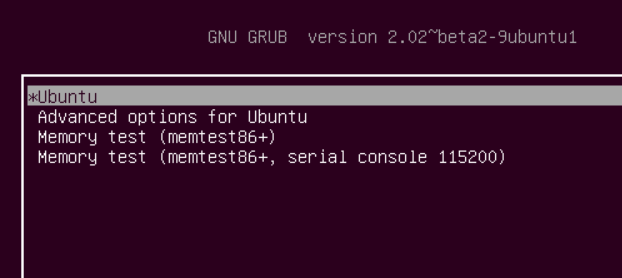 GNU GRUB  version 2.02~beta2-9ubuntu1
*Ubuntu
Advanced options for Ubuntu
Memory test (memtest86+)
Memory test (memtest86+, serial console 115200)